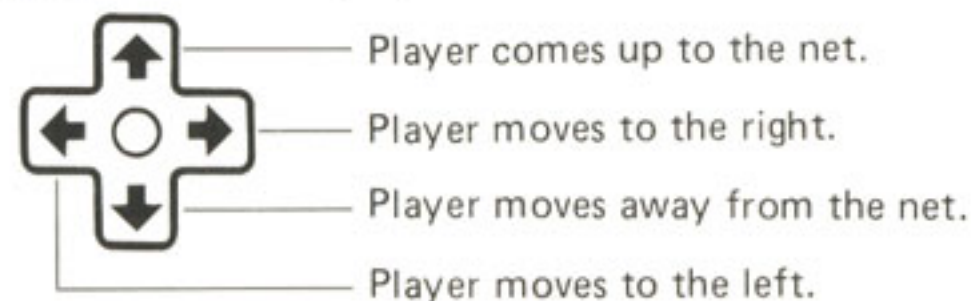 Player comes up to the net.
Player moves to the right.
Player moves away from the net.
Player moves to the left.